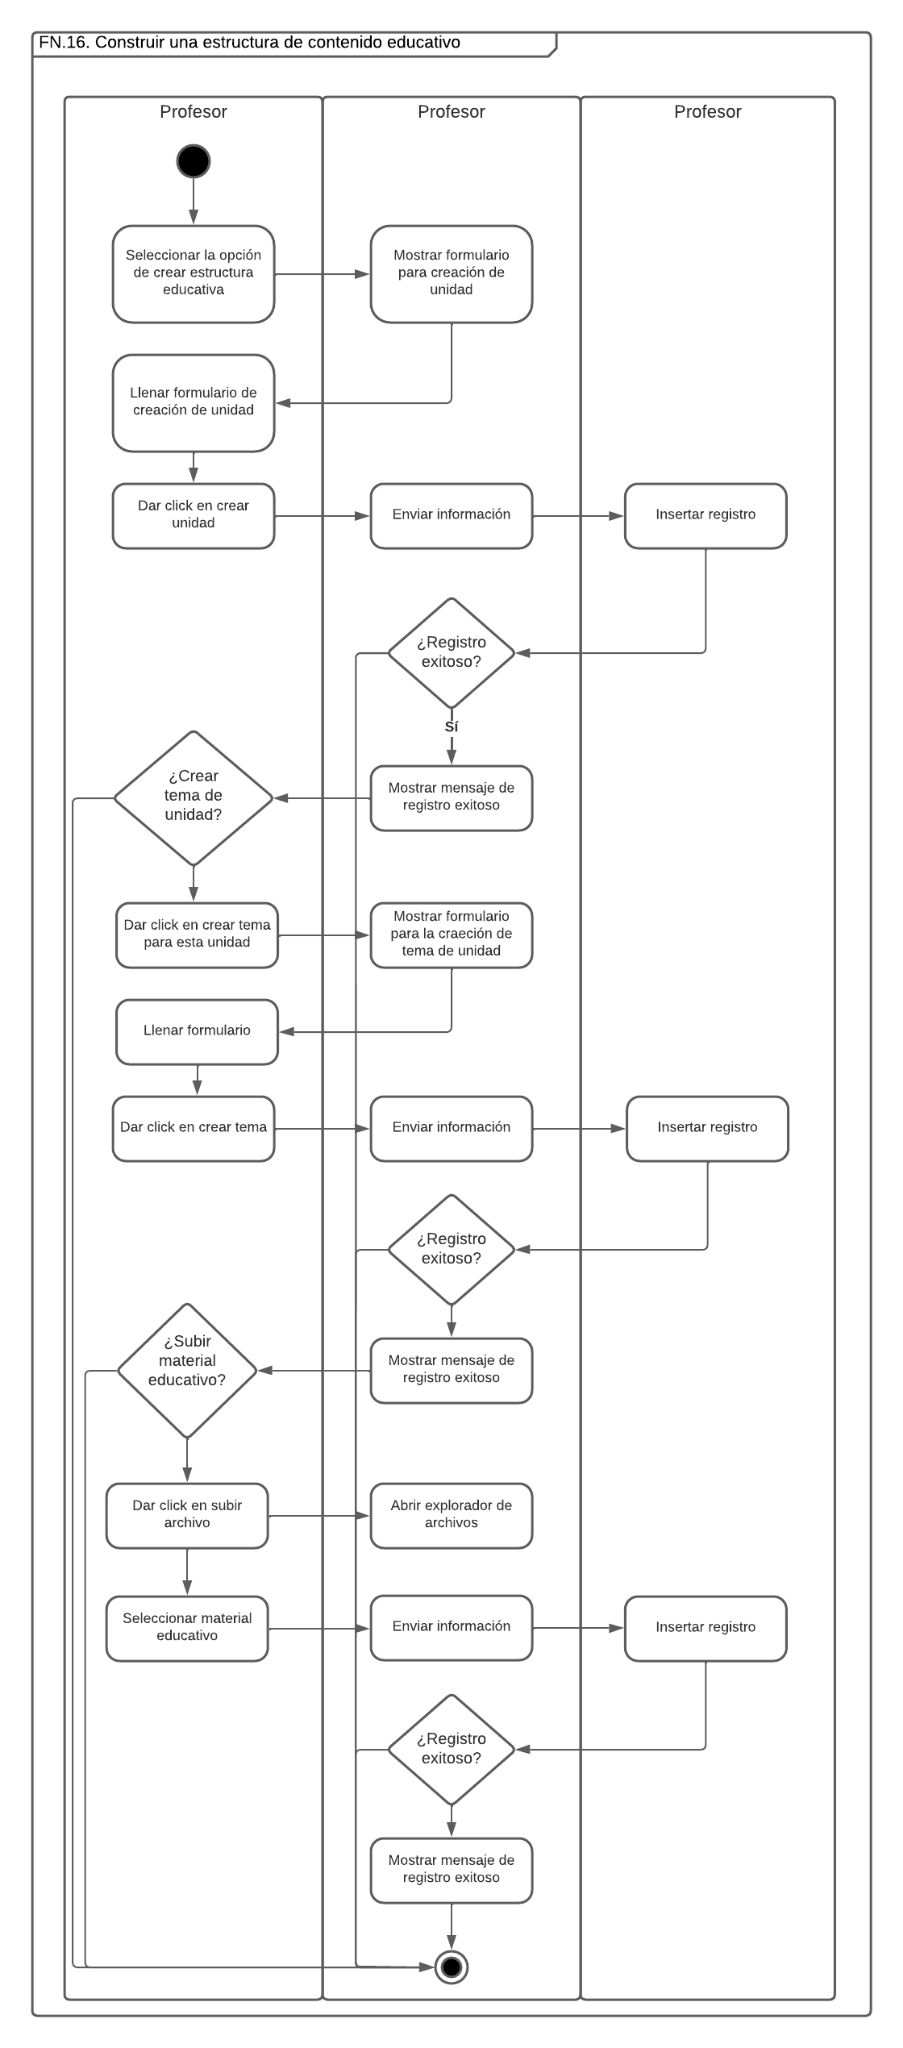 FN.16. Construir una estructura de contenido educativo
Profesor
Profesor
Profesor
Seleccionar la opción
de crear estructura
educativa
Mostrar formulario
para creación de
unidad
Llenar formulario de
creación de unidad
Dar click en crear
unidad
Enviar información
Insertar registro
¿Registro
exitoso?
Sí
¿Crear
tema de
unidad?
Mostrar mensaje de
registro exitoso
Dar click en crear tema
para esta unidad
Mostrar formulario
para la craeción de
tema de unidad
Llenar formulario
Dar click en crear tema
Enviar información
Insertar registro
¿Registro
exitoso?
¿Subir
material
educativo?
Mostrar mensaje de
registro exitoso
Dar click en subir
archivo
Abrir explorador de
archivos
Seleccionar material
educativo
Enviar información
Insertar registro
¿Registro
exitoso?
Mostrar mensaje de
registro exitoso